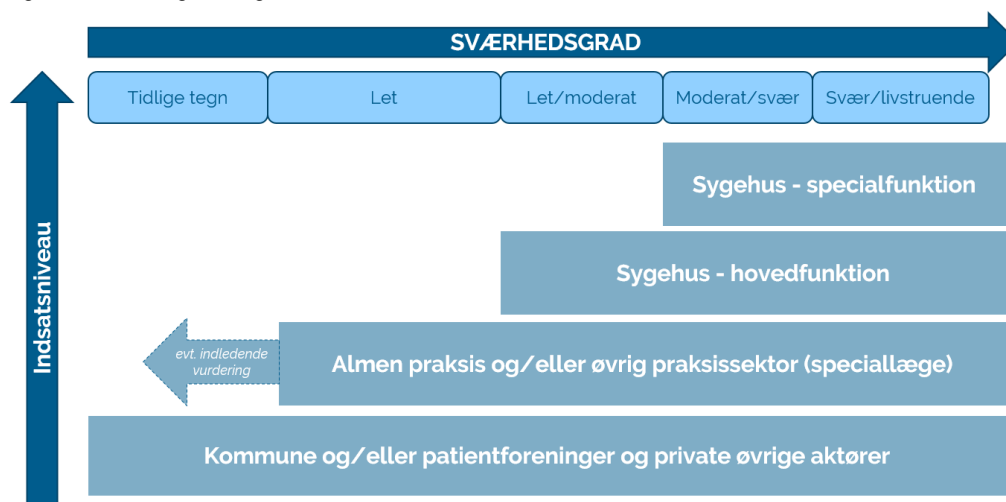 SVÆRHEDSGRAD
Tidlige tegn
Let
Let/moderat
Moderat/svær
Svær/livstruende
Indsatsniveau
Sygehus - specialfunktion
Sygehus - hovedfunktion
evt. indledende
vurdering
Almen praksis og/eller øvrig praksissektor (speciallæge)
Kommune og/eller patientforeninger og private øvrige aktører